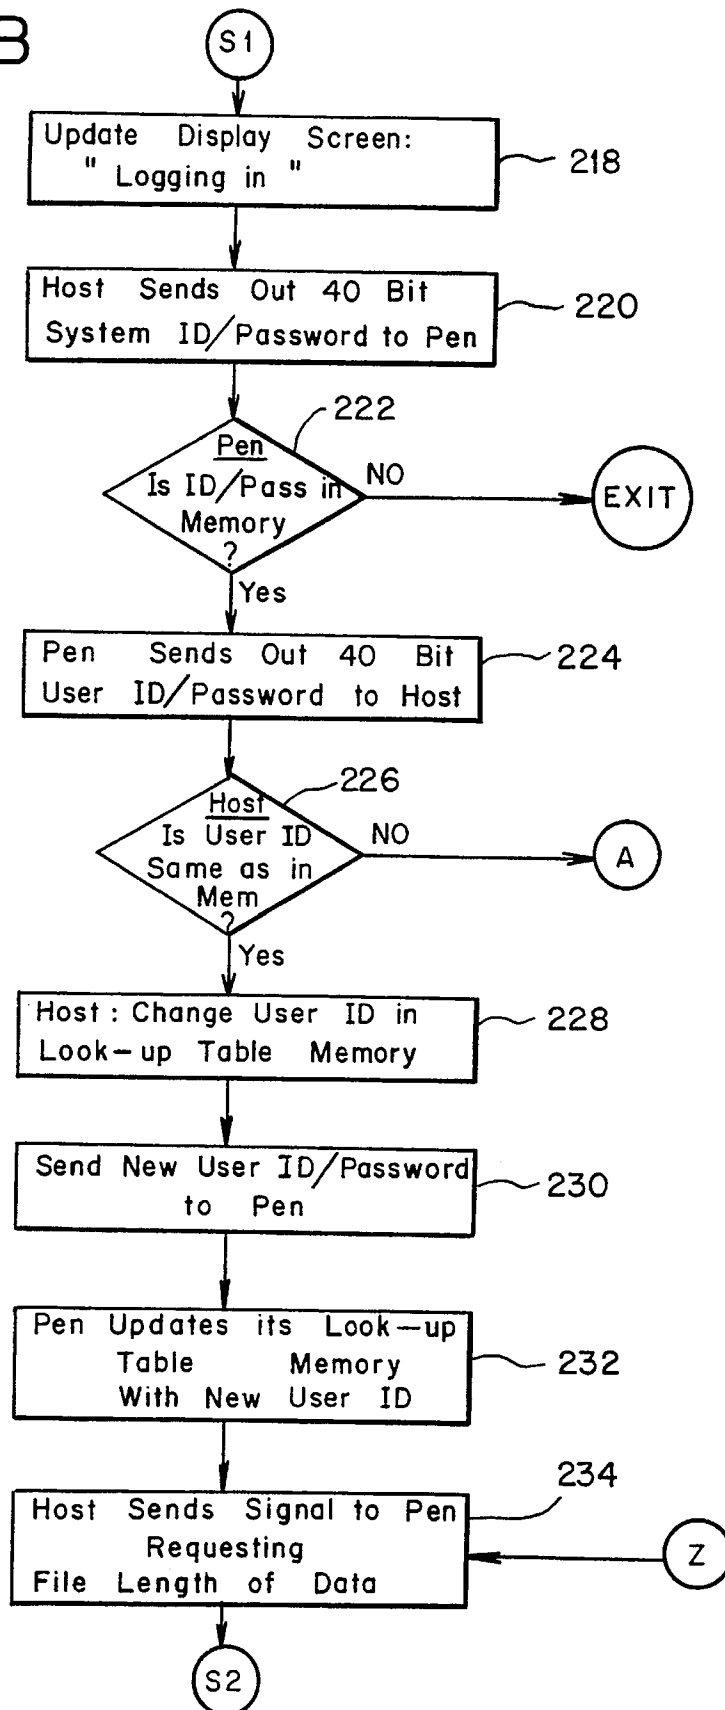 B
S1
Update Display Screen:
" Logging in "
218
Host Sends Out 40 Bit
System ID/Password to Pen
220
222
Pen
Is ID/Pass in
Memory
?
NO
EXIT
Yes
Pen Sends Out 40 Bit
User ID/Password to Host
224
226
Host
Is User ID
Same as in
Mem
?
NO
A
Yes
Host: Change User ID in
Look-up Table Memory
228
Send New User ID/Password
to Pen
230
Pen Updates its Look-up
Table Memory
With New User ID
232
234
Host Sends Signal to Pen
Requesting
File Length of Data
Z
S2